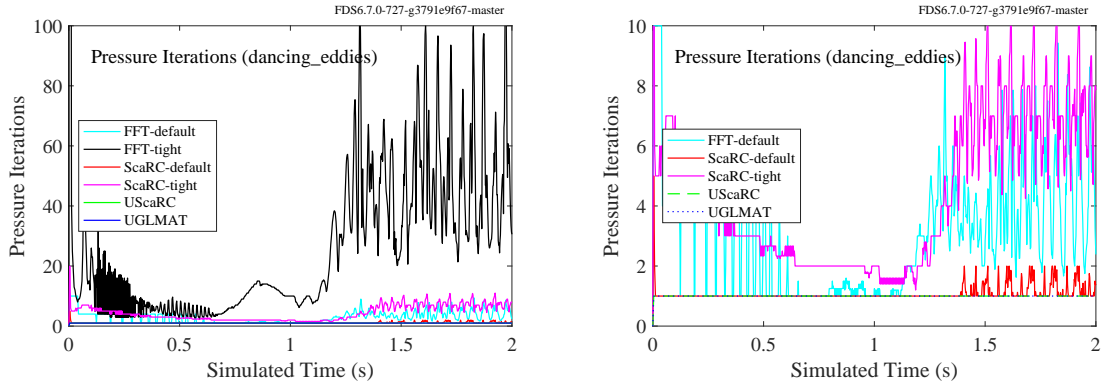 FDS6.7.0-727-g3791e9f67-master
Pressure Iterations (dancing_eddies)
100
80
60
40
20
0
Pressure Iterations
FFT-default
FFT-tight
ScaRC-default
ScaRC-tight
UScaRC
UGLMAT
0
0.5
1
1.5
2
Simulated Time (s)
FDS6.7.0-727-g3791e9f67-master
Pressure Iterations (dancing_eddies)
10
8
6
4
2
0
Pressure Iterations
FFT-default
ScaRC-default
ScaRC-tight
UScaRC
UGLMAT
0
0.5
1
1.5
2
Simulated Time (s)